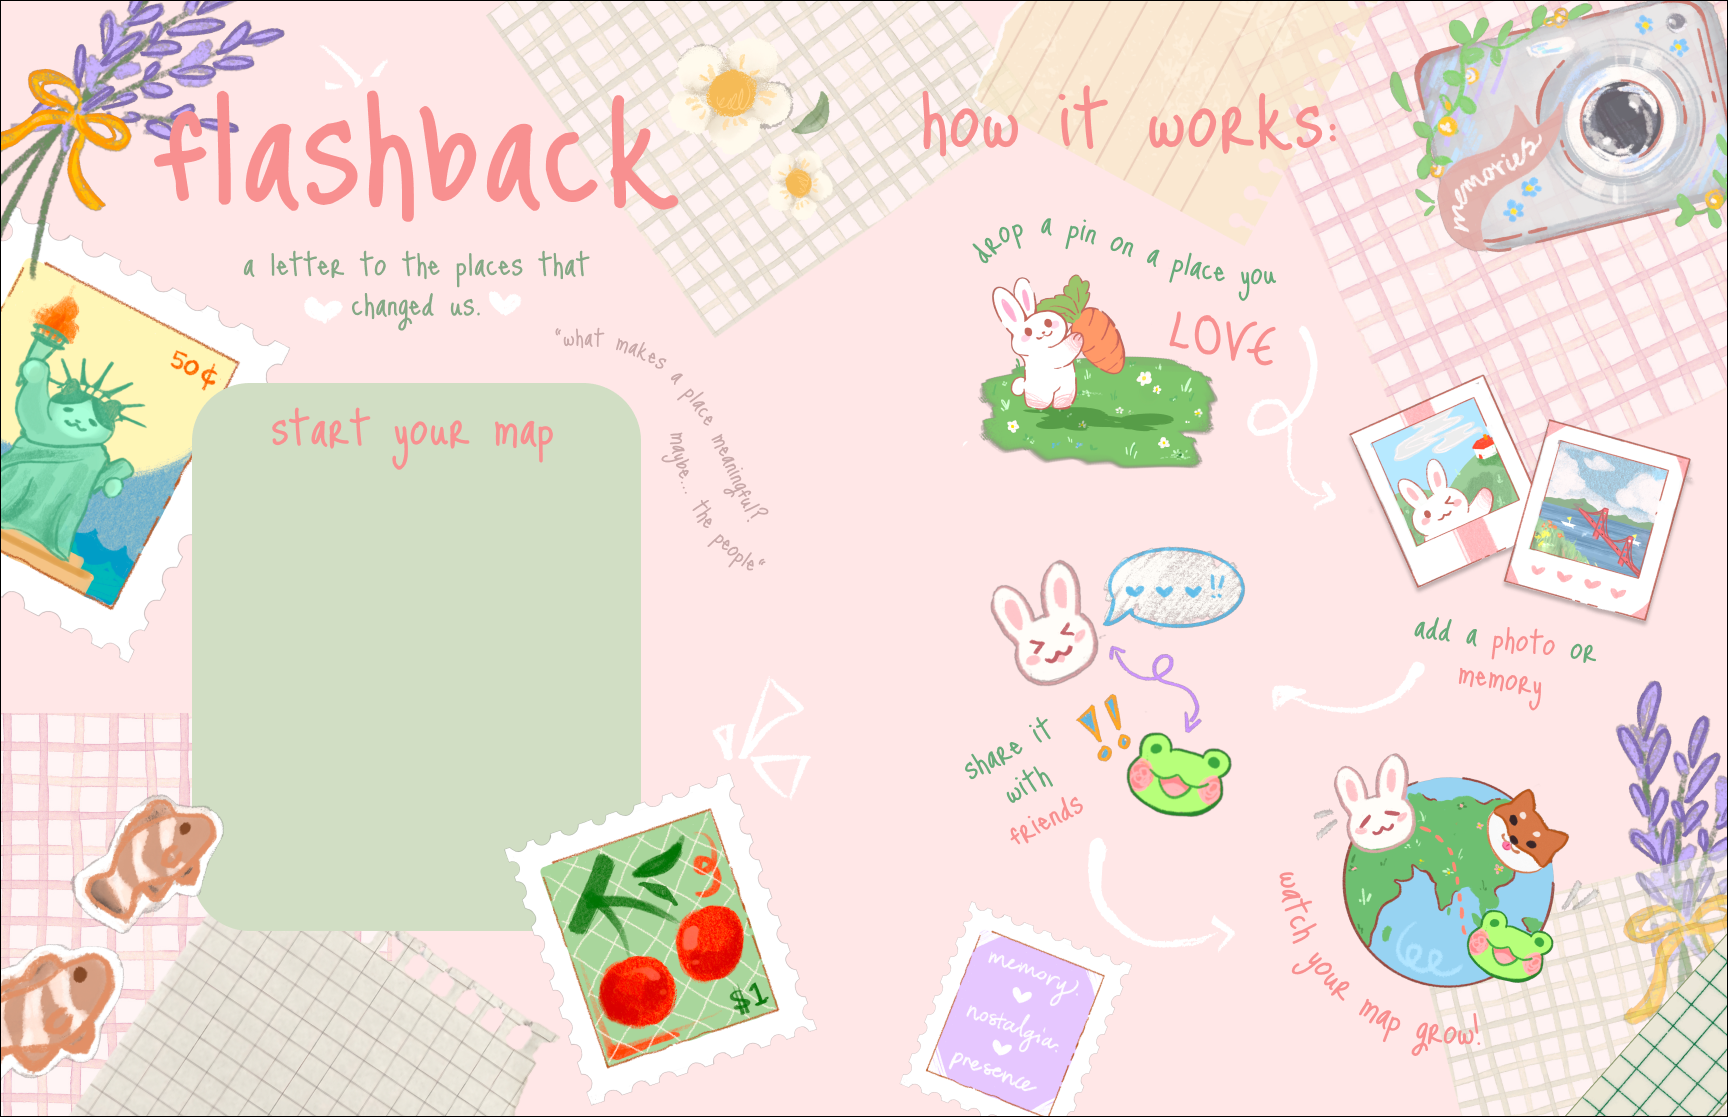 flashback
a letter to the places that
changed us.
"what makes a place meaningful?
maybe... the people"
50¢
start your map
$1
how it works:
memories
drop a pin on a place you
LOVE
add a photo or
memory
!!
share it
with
friends
!!
watch your map grow!
memory.
nostalgia.
presence